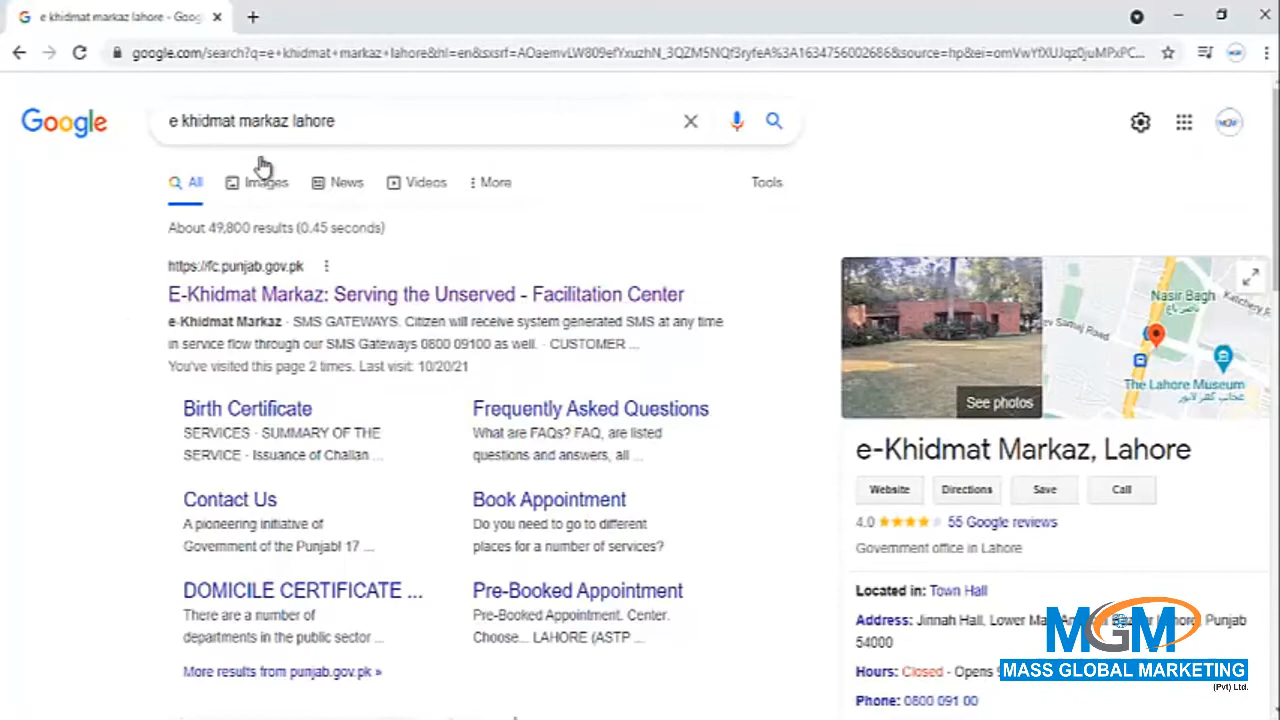 e khidmat markaz lahore - Goog
google.com/search?q=e+khidmat+markaz+lahore&hl=en&sxsrf=AOaemvLW809efYxuzhN_3QZM5NQf3ryfeA%3A1634756002686&source=hp&ei=omVwYfXUJqz0juMPxPC...
Google
e khidmat markaz lahore
All
Images
News
Videos
More
Tools
About 49,800 results (0.45 seconds)
https://fc.punjab.gov.pk
E-Khidmat Markaz: Serving the Unserved - Facilitation Center
e-Khidmat Markaz · SMS GATEWAYS. Citizen will receive system generated SMS at any time
in service flow through our SMS Gateways 0800 09100 as well. · CUSTOMER ...
You've visited this page 2 times. Last visit: 10/20/21
Birth Certificate
SERVICES · SUMMARY OF THE
SERVICE · Issuance of Challan ...
Frequently Asked Questions
What are FAQs? FAQ, are listed
questions and answers, all ...
Contact Us
A pioneering initiative of
Government of the Punjab! 17 ...
Book Appointment
Do you need to go to different
places for a number of services?
DOMICILE CERTIFICATE ...
There are a number of
departments in the public sector ...
Pre-Booked Appointment
Pre-Booked Appointment. Center.
Choose... LAHORE (ASTP ...
More results from punjab.gov.pk »
See photos
Nasir Bagh
ناصر باغ
Katchery R
ev Samaj Road
The Lahore Museum
عجائب گھر لاہور
e-Khidmat Markaz, Lahore
Website
Directions
Save
Call
4.0
55 Google reviews
Government office in Lahore
Located in: Town Hall
Address: Jinnah Hall, Lower Punjab
54000
Hours: Closed - Opens
Phone: 0800 091 00
MGM
MASS GLOBAL MARKETING
(Pvt) Ltd.